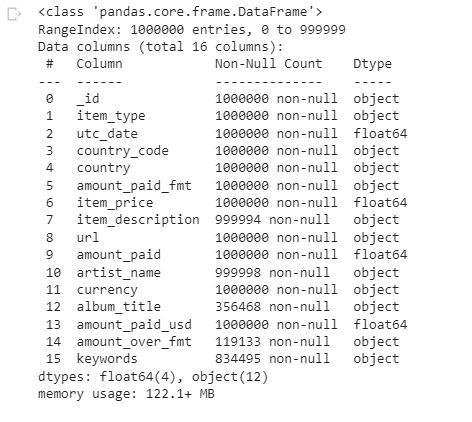 <class 'pandas.core.frame.DataFrame'>
RangeIndex: 1000000 entries, 0 to 999999
Data columns (total 16 columns):
 #   Column            Non-Null Count    Dtype
---  ------            --------------    -----
 0   _id               1000000 non-null  object
 1   item_type         1000000 non-null  object
 2   utc_date          1000000 non-null  float64
 3   country_code      1000000 non-null  object
 4   country           1000000 non-null  object
 5   amount_paid_fmt   1000000 non-null  object
 6   item_price        1000000 non-null  float64
 7   item_description  999994 non-null   object
 8   url               1000000 non-null  object
 9   amount_paid       1000000 non-null  float64
 10  artist_name       999998 non-null   object
 11  currency          1000000 non-null  object
 12  album_title       356468 non-null   object
 13  amount_paid_usd   1000000 non-null  float64
 14  amount_over_fmt   119133 non-null   object
 15  keywords          834495 non-null   object
dtypes: float64(4), object(12)
memory usage: 122.1+ MB